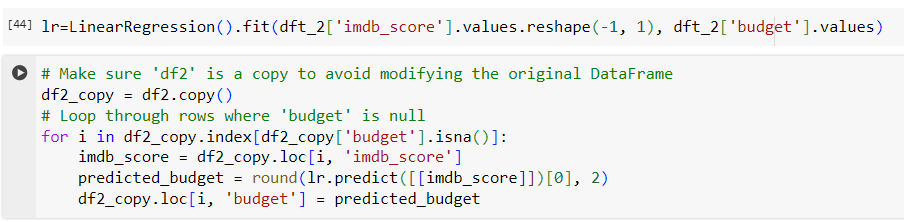 [44] lr=LinearRegression().fit(dft_2['imdb_score'].values.reshape(-1, 1), dft_2['budget'].values)
# Make sure 'df2' is a copy to avoid modifying the original DataFrame
df2_copy = df2.copy()
# Loop through rows where 'budget' is null
for i in df2_copy.index[df2_copy['budget'].isna()]:
    imdb_score = df2_copy.loc[i, 'imdb_score']
    predicted_budget = round(lr.predict([[imdb_score]])[0], 2)
    df2_copy.loc[i, 'budget'] = predicted_budget